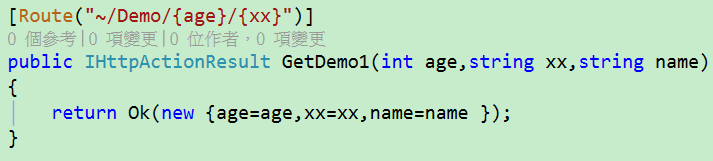 [Route("~/Demo/{age}/{xx}")]
0 個參考|0 項變更|0 位作者，0 項變更
public IHttpActionResult GetDemo1(int age,string xx,string name)
{
    return Ok(new {age=age,xx=xx,name=name });
}